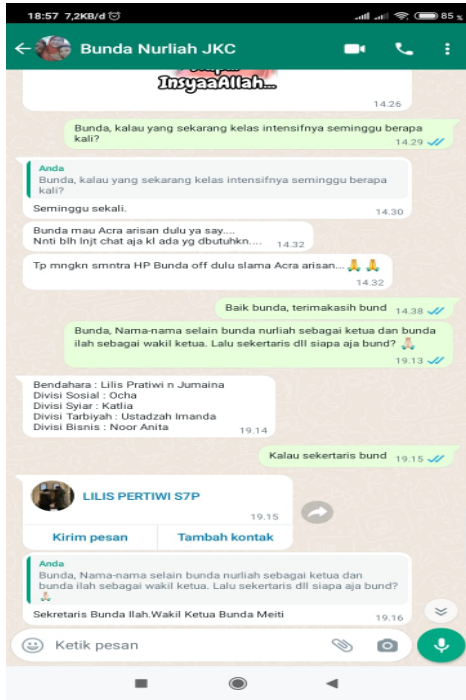 18:57 7,2KB/d
85 %
Bunda Nurliah JKC
InsyaaAllah...
14.26
Bunda, kalau yang sekarang kelas intensifnya seminggu berapa
kali?
14.29
Anda
Bunda, kalau yang sekarang kelas intensifnya seminggu berapa
kali?
Seminggu sekali.
14.30
Bunda mau Acra arisan dulu ya say....
Nnti blh lnjt chat aja kl ada yg dbutuhkn....
14.32
Tp mngkn smntra HP Bunda off dulu slama Acra arisan...
14.32
Baik bunda, terimakasih bund
14.38
Bunda, Nama-nama selain bunda nurliah sebagai ketua dan bunda
ilah sebagai wakil ketua. Lalu sekertaris dll siapa aja bund?
19.13
Bendahara : Lilis Pratiwi n Jumaina
Divisi Sosial : Ocha
Divisi Syiar : Katlia
Divisi Tarbiyah : Ustadzah Imanda
Divisi Bisnis : Noor Anita
19.14
Kalau sekertaris bund
19.15
LILIS PERTIWI S7P
19.15
Kirim pesan
Tambah kontak
Anda
Bunda, Nama-nama selain bunda nurliah sebagai ketua dan
bunda ilah sebagai wakil ketua. Lalu sekertaris dll siapa aja bund?
Sekretaris Bunda Ilah.Wakil Ketua Bunda Meiti
19.16
Ketik pesan